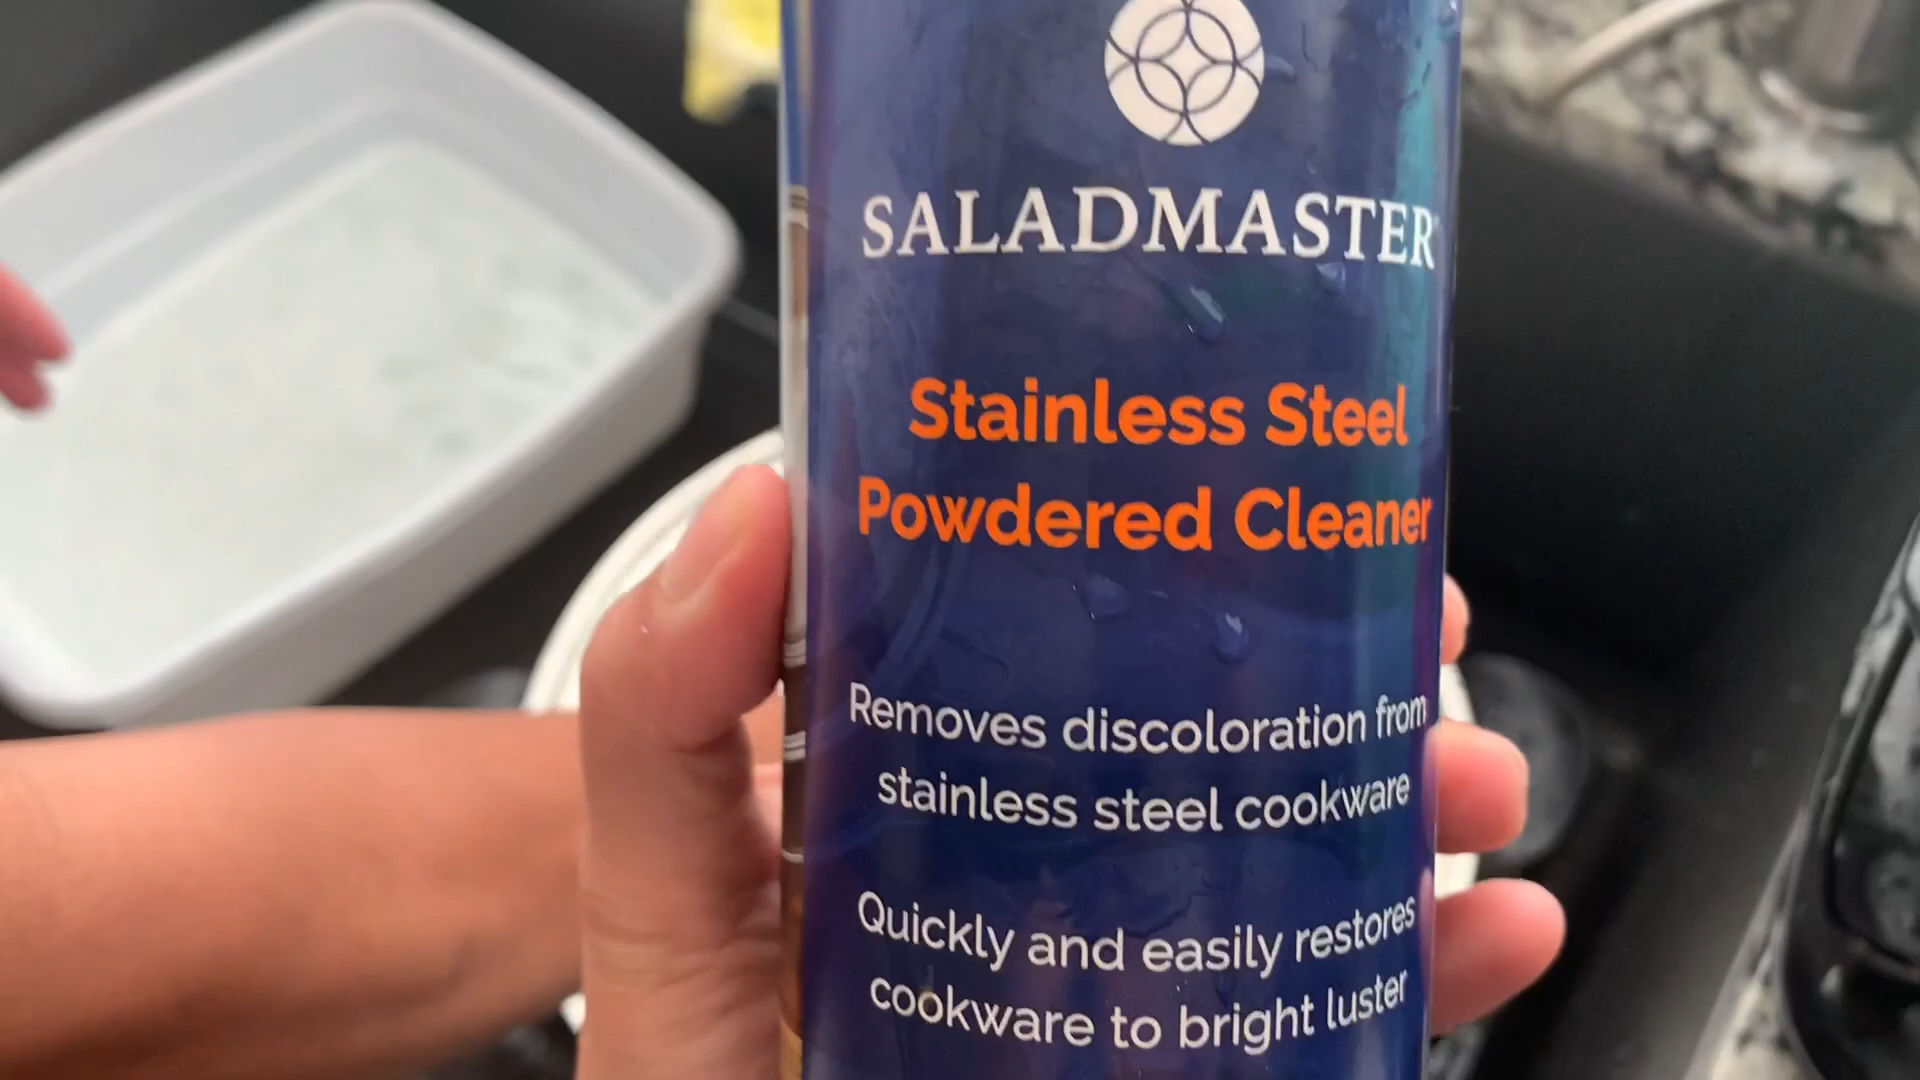 SALADMASTER
Stainless Steel
Powdered Cleaner
Removes discoloration from
stainless steel cookware
Quickly and easily restores
cookware to bright luster